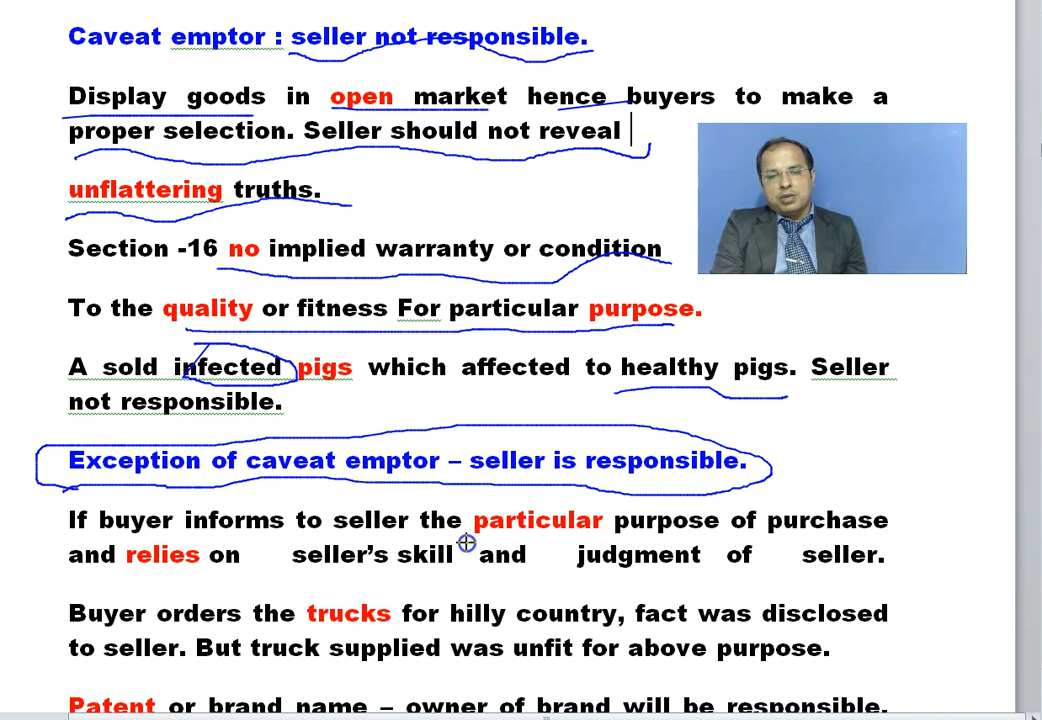 Caveat emptor : seller not responsible.
Display goods in open market hence buyers to make a
proper selection. Seller should not reveal
unflattering truths.
Section -16 no implied warranty or condition
To the quality or fitness For particular purpose.
A sold infected pigs which affected to healthy pigs. Seller
not responsible.
Exception of caveat emptor – seller is responsible.
If buyer informs to seller the particular purpose of purchase
and relies on seller’s skill and judgment of seller.
Buyer orders the trucks for hilly country, fact was disclosed
to seller. But truck supplied was unfit for above purpose.
Patent or brand name – owner of brand will be responsible.